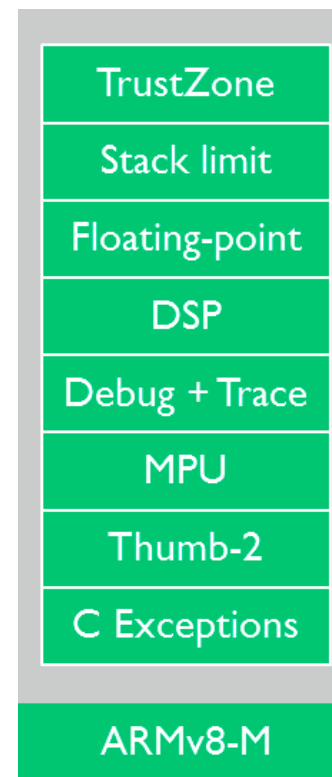 TrustZone
Stack limit
Floating-point
DSP
Debug + Trace
MPU
Thumb-2
C Exceptions
ARMv8-M